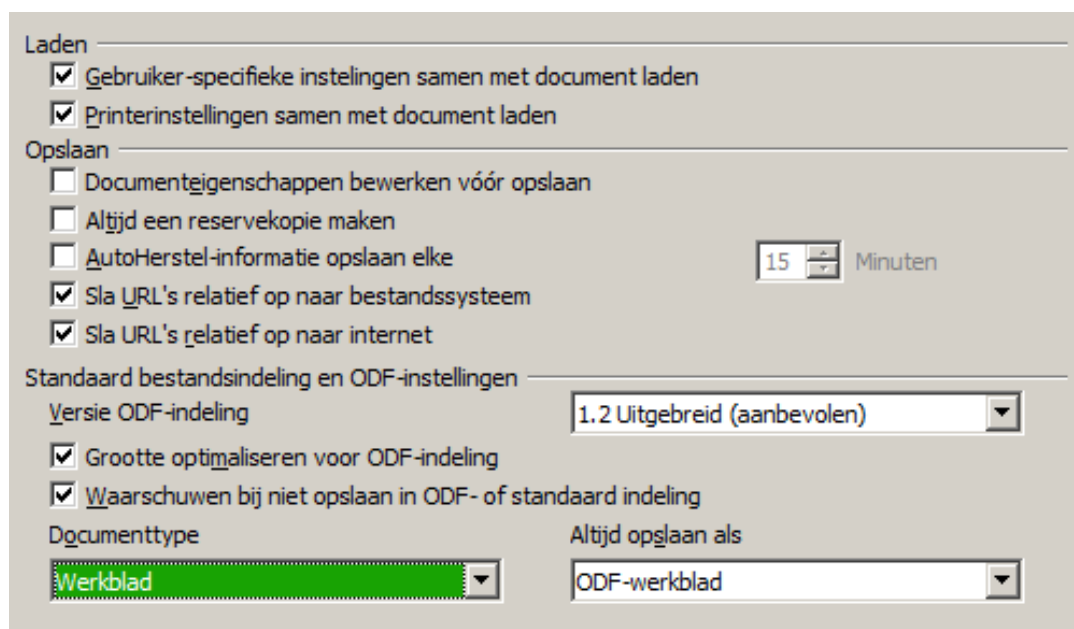 Laden
Gebruiker-specifieke instelingen samen met document laden
Printerinstellingen samen met document laden
Opslaan
Documenteigenschappen bewerken vóór opslaan
Altijd een reservekopie maken
AutoHerstel-informatie opslaan elke 15 Minuten
Sla URL's relatief op naar bestandssysteem
Sla URL's relatief op naar internet
Standaard bestandsindeling en ODF-instellingen
Versie ODF-indeling 1.2 Uitgebreid (aanbevolen)
Grootte optimaliseren voor ODF-indeling
Waarschuwen bij niet opslaan in ODF- of standaard indeling
Documenttype Altijd opslaan als
Werkblad ODF-werkblad